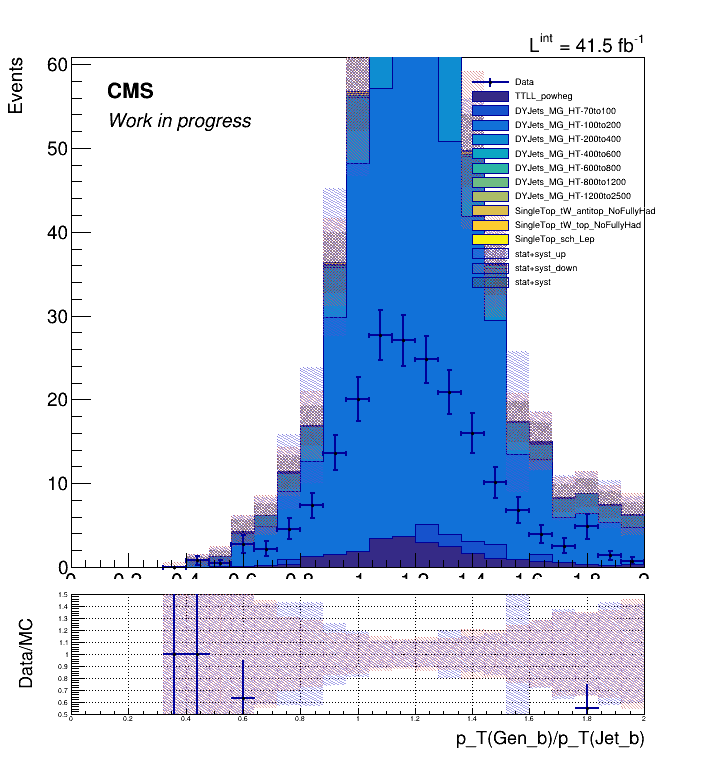 L^int = 41.5 fb^-1
Events
CMS
Work in progress
Data
TTLL_powheg
DYJets_MG_HT-70to100
DYJets_MG_HT-100to200
DYJets_MG_HT-200to400
DYJets_MG_HT-400to600
DYJets_MG_HT-600to800
DYJets_MG_HT-800to1200
DYJets_MG_HT-1200to2500
SingleTop_tW_antitop_NoFullyHad
SingleTop_tW_top_NoFullyHad
SingleTop_sch_Lep
stat+syst_up
stat+syst_down
stat+syst
60
50
40
30
20
10
0
0 0.2 0.4 0.6 0.8 1 1.2 1.4 1.6 1.8 2
Data/MC
1.5
1.4
1.3
1.2
1.1
1
0.9
0.8
0.7
0.6
0.5
0 0.2 0.4 0.6 0.8 1 1.2 1.4 1.6 1.8 2
p_T(Gen_b)/p_T(Jet_b)